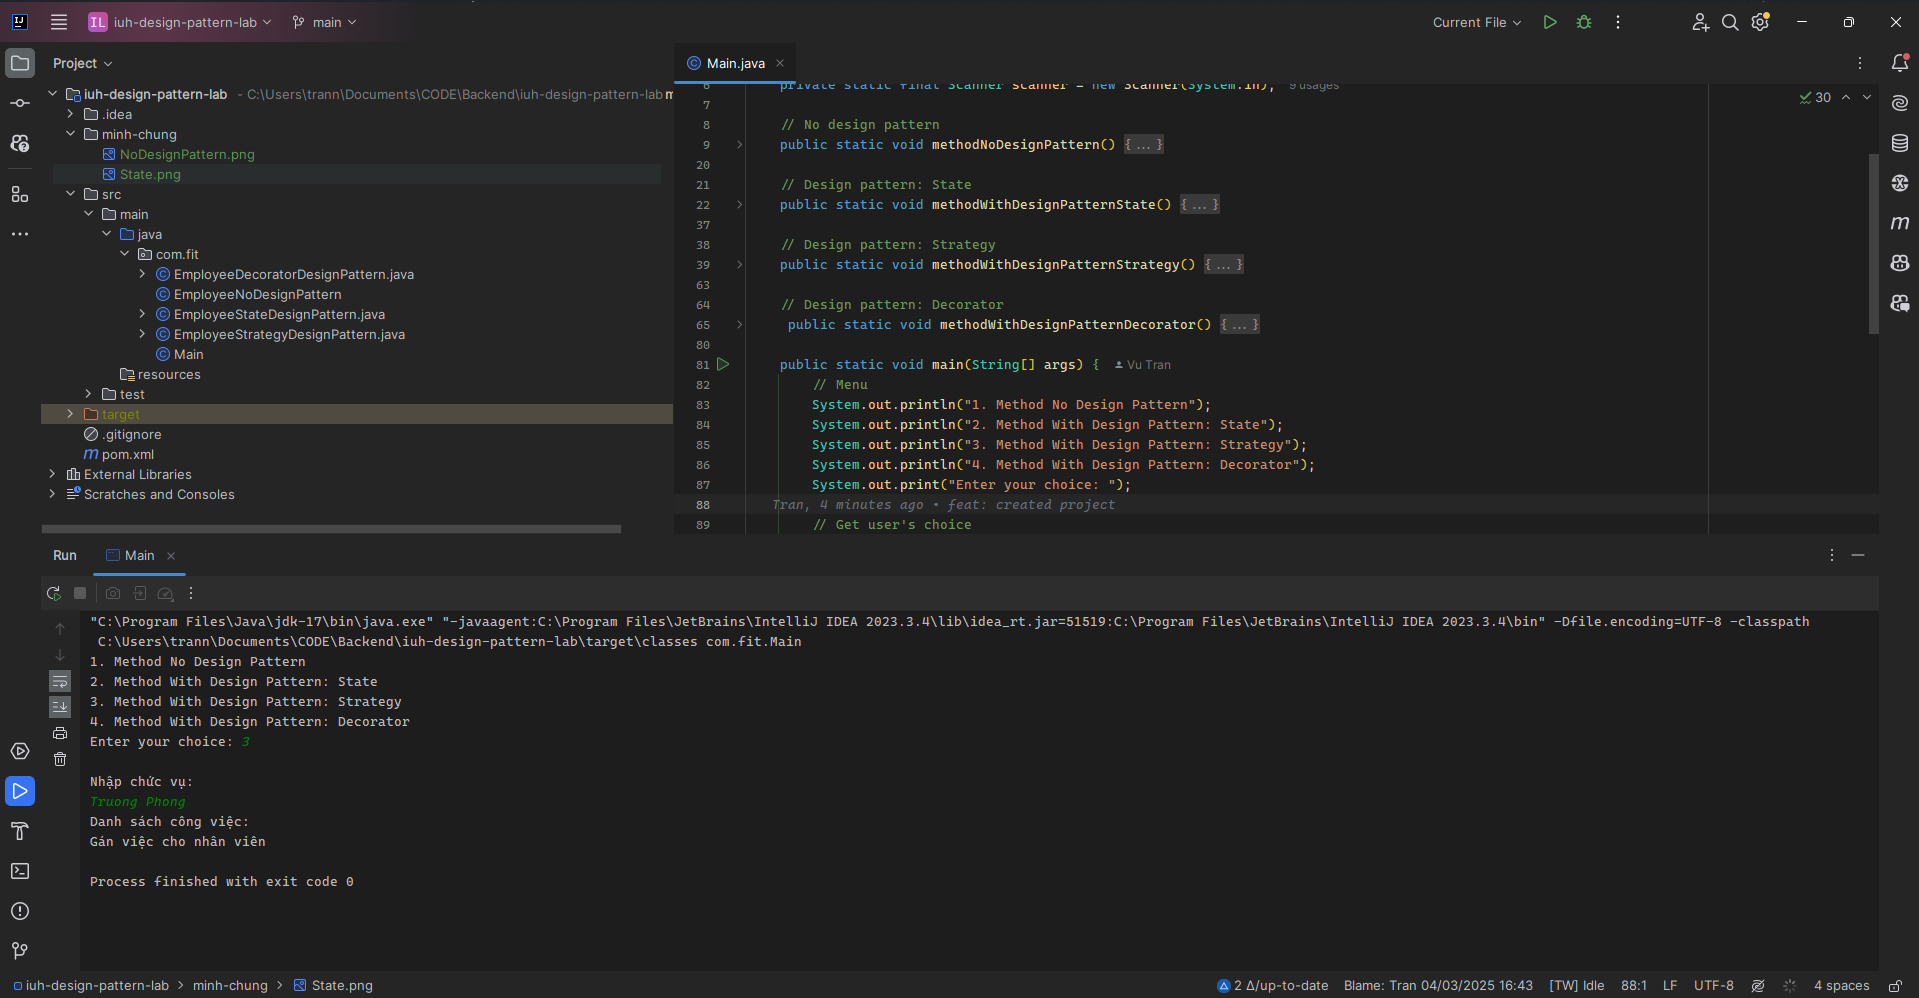 IL iuh-design-pattern-lab main Current File
Project
Main.java
iuh-design-pattern-lab - C:\Users\trann\Documents\CODE\Backend\iuh-design-pattern-lab m
.idea
minh-chung
NoDesignPattern.png
State.png
src
main
java
com.fit
EmployeeDecoratorDesignPattern.java
EmployeeNoDesignPattern
EmployeeStateDesignPattern.java
EmployeeStrategyDesignPattern.java
Main
resources
test
target
.gitignore
pom.xml
External Libraries
Scratches and Consoles
6 private static final Scanner scanner = new Scanner(System.in); 9 usages
30
7
8 // No design pattern
9 public static void methodNoDesignPattern() {...}
20
21 // Design pattern: State
22 public static void methodWithDesignPatternState() {...}
37
38 // Design pattern: Strategy
39 public static void methodWithDesignPatternStrategy() {...}
63
64 // Design pattern: Decorator
65 public static void methodWithDesignPatternDecorator() {...}
80
81 public static void main(String[] args) { Vu Tran
82 // Menu
83 System.out.println("1. Method No Design Pattern");
84 System.out.println("2. Method With Design Pattern: State");
85 System.out.println("3. Method With Design Pattern: Strategy");
86 System.out.println("4. Method With Design Pattern: Decorator");
87 System.out.print("Enter your choice: ");
88 Tran, 4 minutes ago • feat: created project
89 // Get user's choice
Run Main
"C:\Program Files\Java\jdk-17\bin\java.exe" "-javaagent:C:\Program Files\JetBrains\IntelliJ IDEA 2023.3.4\lib\idea_rt.jar=51519:C:\Program Files\JetBrains\IntelliJ IDEA 2023.3.4\bin" -Dfile.encoding=UTF-8 -classpath
C:\Users\trann\Documents\CODE\Backend\iuh-design-pattern-lab\target\classes com.fit.Main
1. Method No Design Pattern
2. Method With Design Pattern: State
3. Method With Design Pattern: Strategy
4. Method With Design Pattern: Decorator
Enter your choice: 3
Nhập chức vụ:
Truong Phong
Danh sách công việc:
Gán việc cho nhân viên
Process finished with exit code 0
iuh-design-pattern-lab > minh-chung > State.png
2 Δ/up-to-date Blame: Tran 04/03/2025 16:43 [TW] Idle 88:1 LF UTF-8 4 spaces